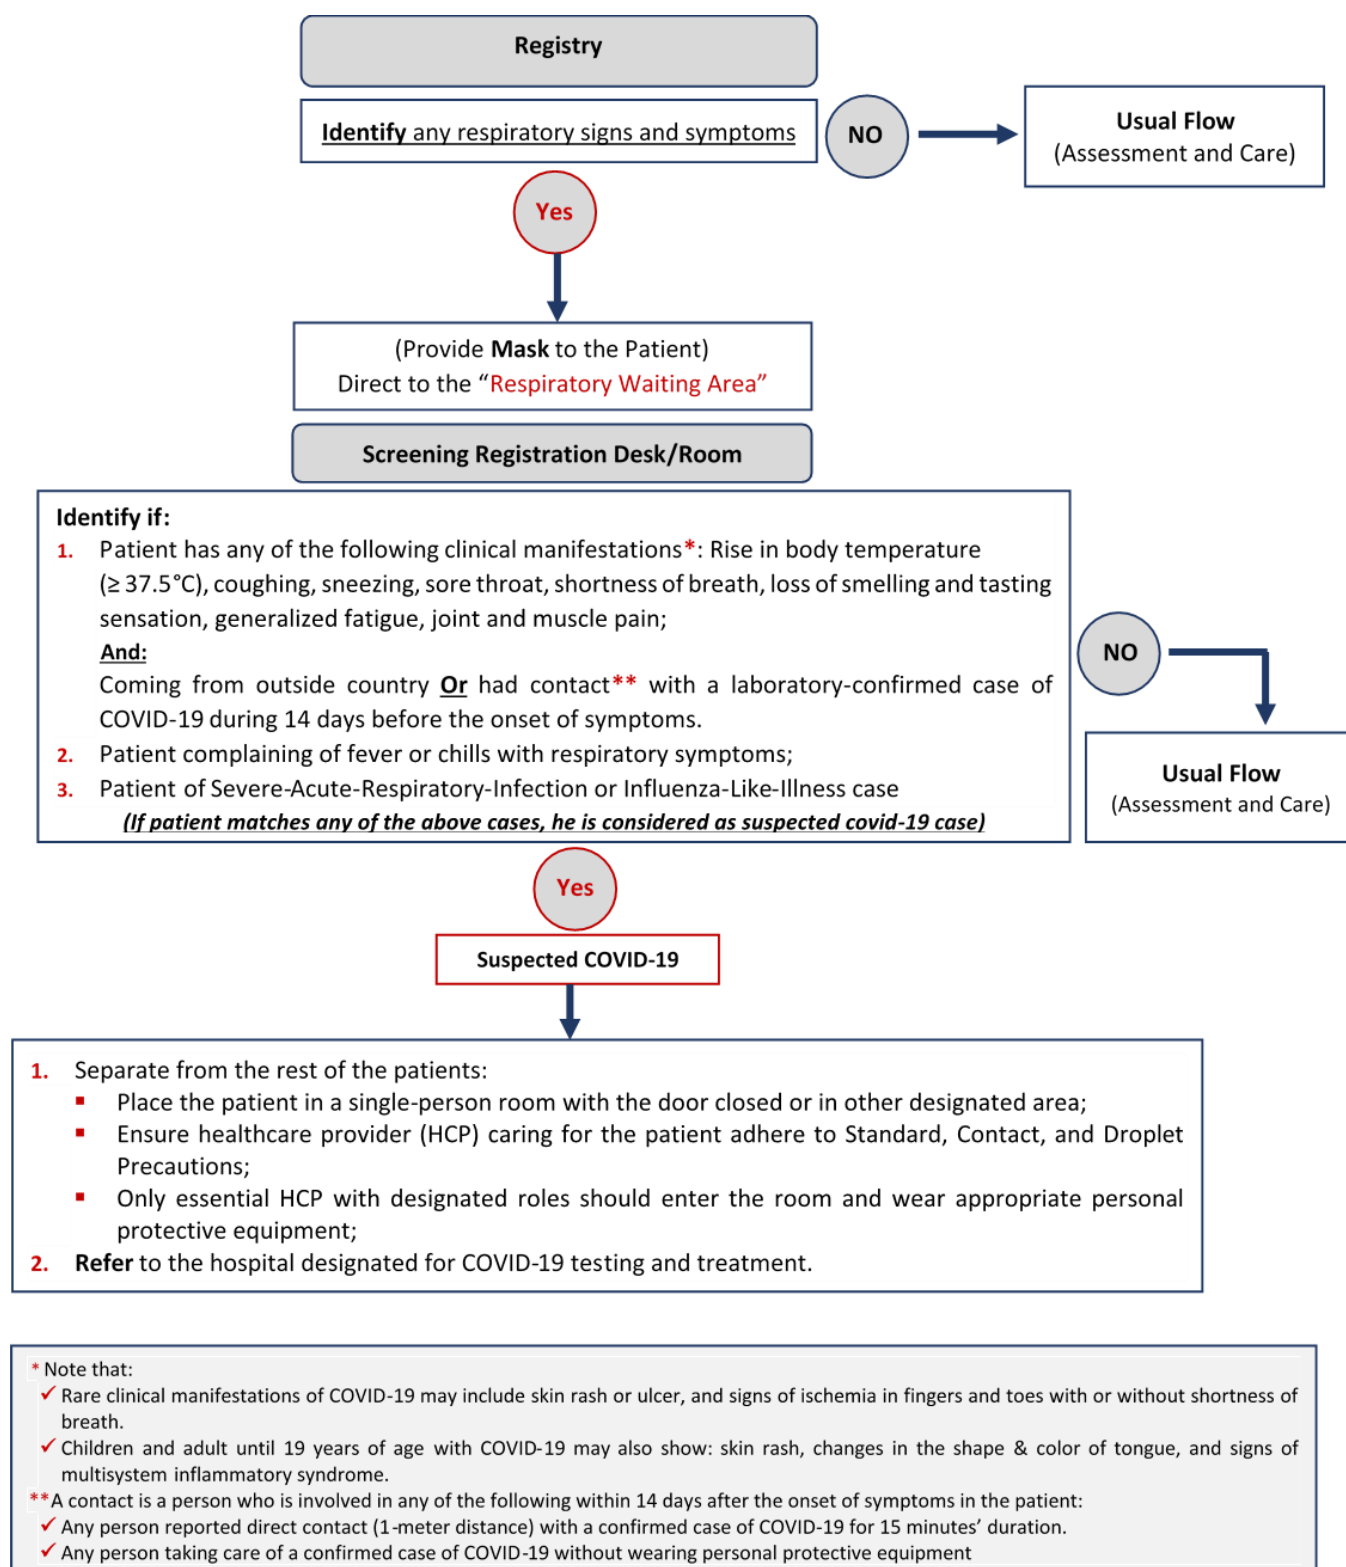 Registry
Identify any respiratory signs and symptoms
NO
Usual Flow
(Assessment and Care)
Yes
(Provide Mask to the Patient)
Direct to the “Respiratory Waiting Area”
Screening Registration Desk/Room
Identify if:
1. Patient has any of the following clinical manifestations*: Rise in body temperature
(≥ 37.5°C), coughing, sneezing, sore throat, shortness of breath, loss of smelling and tasting
sensation, generalized fatigue, joint and muscle pain;
And:
Coming from outside country Or had contact** with a laboratory-confirmed case of
COVID-19 during 14 days before the onset of symptoms.
2. Patient complaining of fever or chills with respiratory symptoms;
3. Patient of Severe-Acute-Respiratory-Infection or Influenza-Like-Illness case
(If patient matches any of the above cases, he is considered as suspected covid-19 case)
NO
Usual Flow
(Assessment and Care)
Yes
Suspected COVID-19
1. Separate from the rest of the patients:
▪ Place the patient in a single-person room with the door closed or in other designated area;
▪ Ensure healthcare provider (HCP) caring for the patient adhere to Standard, Contact, and Droplet
Precautions;
▪ Only essential HCP with designated roles should enter the room and wear appropriate personal
protective equipment;
2. Refer to the hospital designated for COVID-19 testing and treatment.
* Note that:
✓ Rare clinical manifestations of COVID-19 may include skin rash or ulcer, and signs of ischemia in fingers and toes with or without shortness of
breath.
✓ Children and adult until 19 years of age with COVID-19 may also show: skin rash, changes in the shape & color of tongue, and signs of
multisystem inflammatory syndrome.
**A contact is a person who is involved in any of the following within 14 days after the onset of symptoms in the patient:
✓ Any person reported direct contact (1-meter distance) with a confirmed case of COVID-19 for 15 minutes’ duration.
✓ Any person taking care of a confirmed case of COVID-19 without wearing personal protective equipment